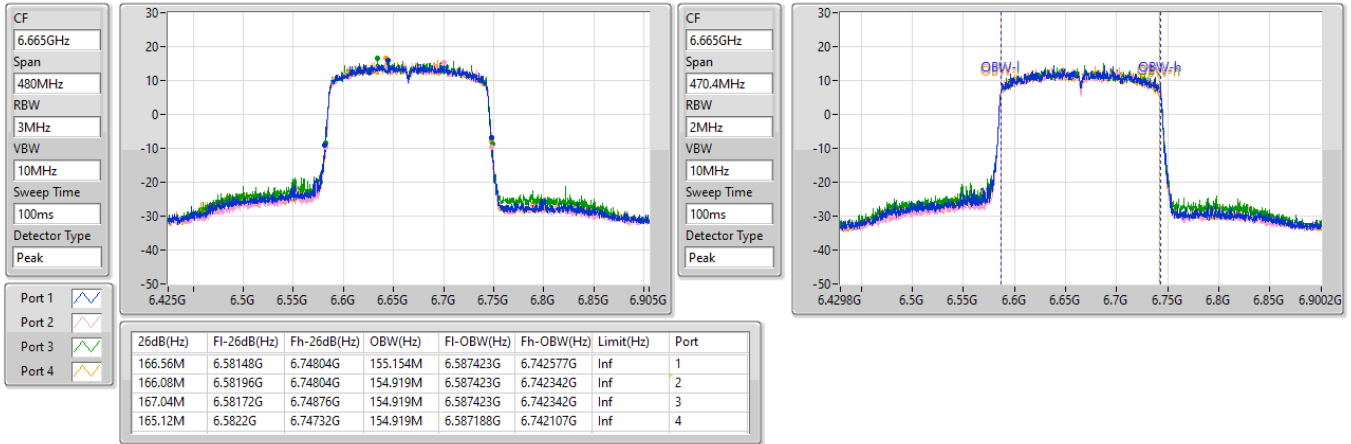 CF
6.665GHz
Span
480MHz
RBW
3MHz
VBW
10MHz
Sweep Time
100ms
Detector Type
Peak
30-
20-
10-
0-
-10-
-20-
-30-
-40-
-50-
6.425G 6.5G 6.55G 6.6G 6.65G 6.7G 6.75G 6.8G 6.85G 6.905G
CF
6.665GHz
Span
470.4MHz
RBW
2MHz
VBW
10MHz
Sweep Time
100ms
Detector Type
Peak
30-
20-
10-
0-
-10-
-20-
-30-
-40-
-50-
OBW-l OBW-h
6.4298G 6.5G 6.55G 6.6G 6.65G 6.7G 6.75G 6.8G 6.85G 6.9002G
Port 1
Port 2
Port 3
Port 4
26dB(Hz) Fl-26dB(Hz) Fh-26dB(Hz) OBW(Hz) Fl-OBW(Hz) Fh-OBW(Hz) Limit(Hz) Port
166.56M 6.58148G 6.74804G 155.154M 6.587423G 6.742577G Inf 1
166.08M 6.58196G 6.74804G 154.919M 6.587423G 6.742342G Inf 2
167.04M 6.58172G 6.74876G 154.919M 6.587423G 6.742342G Inf 3
165.12M 6.5822G 6.74732G 154.919M 6.587188G 6.742107G Inf 4